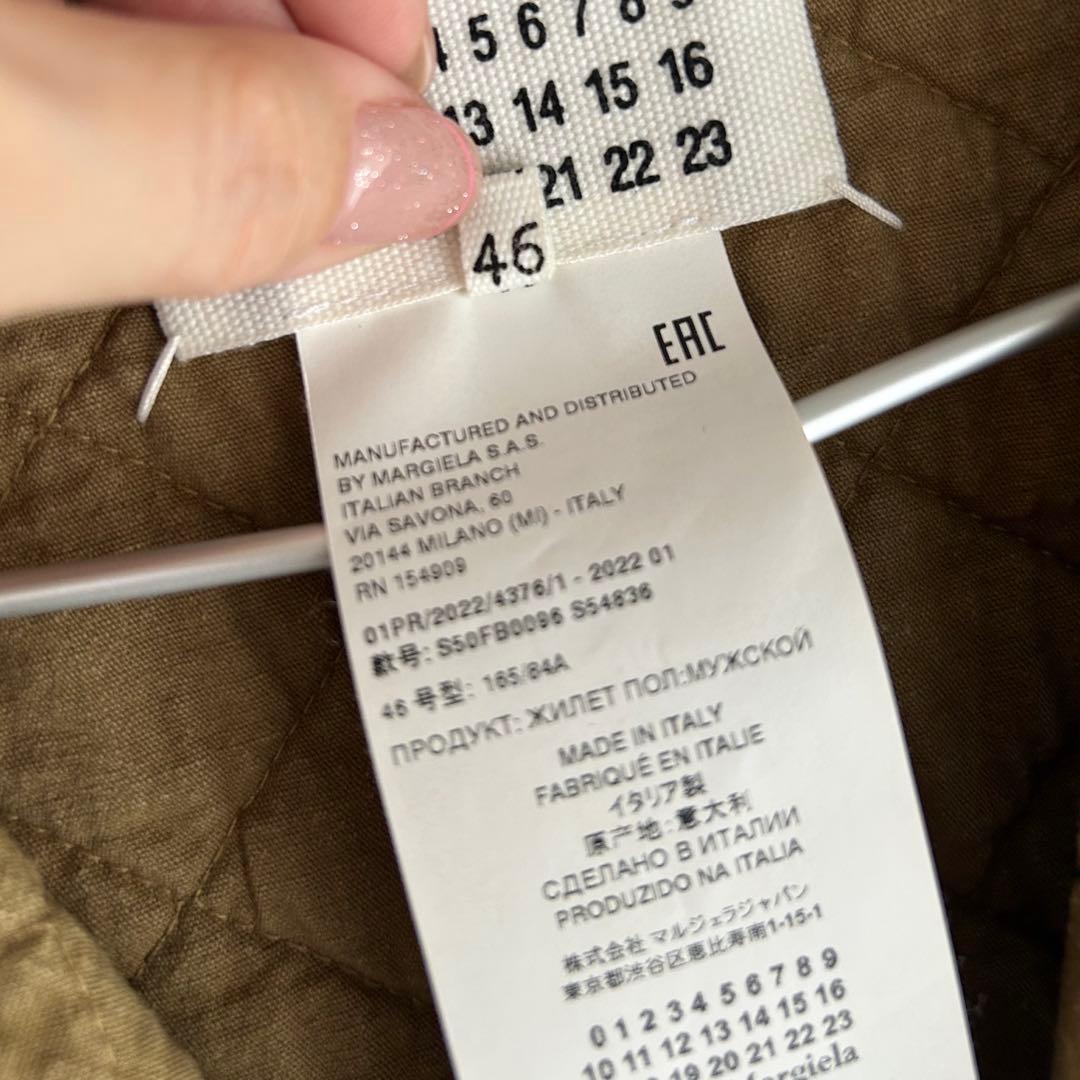 4 5 6 7 8 9
13 14 15 16
21 22 23
46
EAC
MANUFACTURED AND DISTRIBUTED
BY MARGIELA S.A.S.
ITALIAN BRANCH
VIA SAVONA, 60
20144 MILANO (MI) - ITALY
RN 154909
01PR/2022/4376/1 - 2022 01
款号: S50FB0096 S54836
46 号型: 165/84A
ПРОДУКТ: ЖИЛЕТ ПОЛ:МУЖСКОЙ
MADE IN ITALY
FABRIQUÉ EN ITALIE
イタリア製
原产地:意大利
СДЕЛАНО В ИТАЛИИ
PRODUZIDO NA ITALIA
株式会社 マルジェラジャパン
東京都渋谷区恵比寿南1-15-1
0 1 2 3 4 5 6 7 8 9
10 11 12 13 14 15 16
19 20 21 22 23